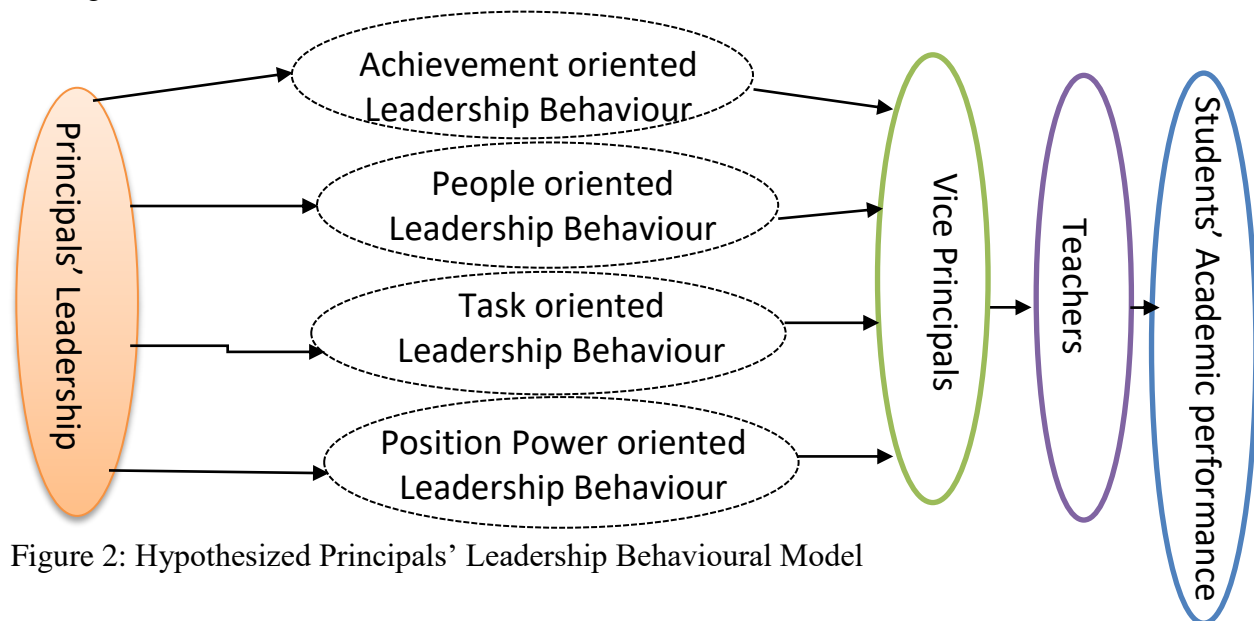 Principals’ Leadership
Achievement oriented
Leadership Behaviour
People oriented
Leadership Behaviour
Task oriented
Leadership Behaviour
Position Power oriented
Leadership Behaviour
Vice Principals
Teachers
Students’ Academic performance
Figure 2: Hypothesized Principals’ Leadership Behavioural Model